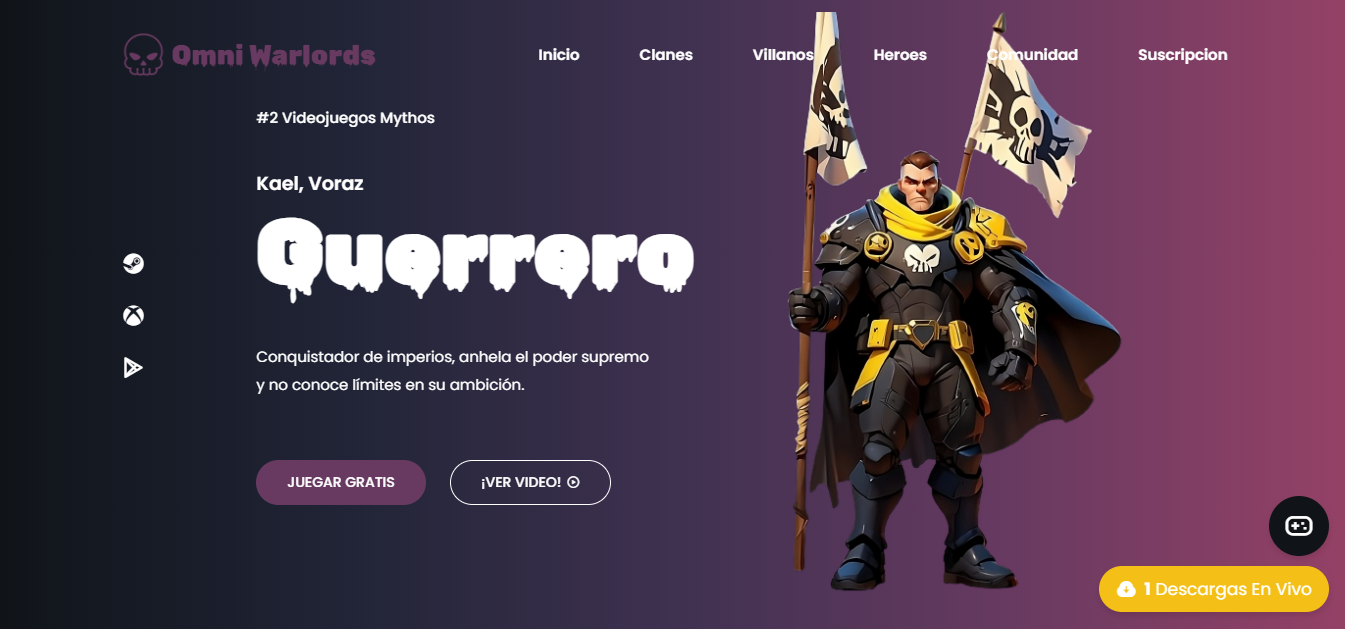 Omni Warlords
Inicio
Clanes
Villanos
Heroes
Comunidad
Suscripcion
#2 Videojuegos Mythos
Kael, Voraz
Guerrero
Conquistador de imperios, anhela el poder supremo
y no conoce límites en su ambición.
JUEGAR GRATIS
¡VER VIDEO!
1 Descargas En Vivo